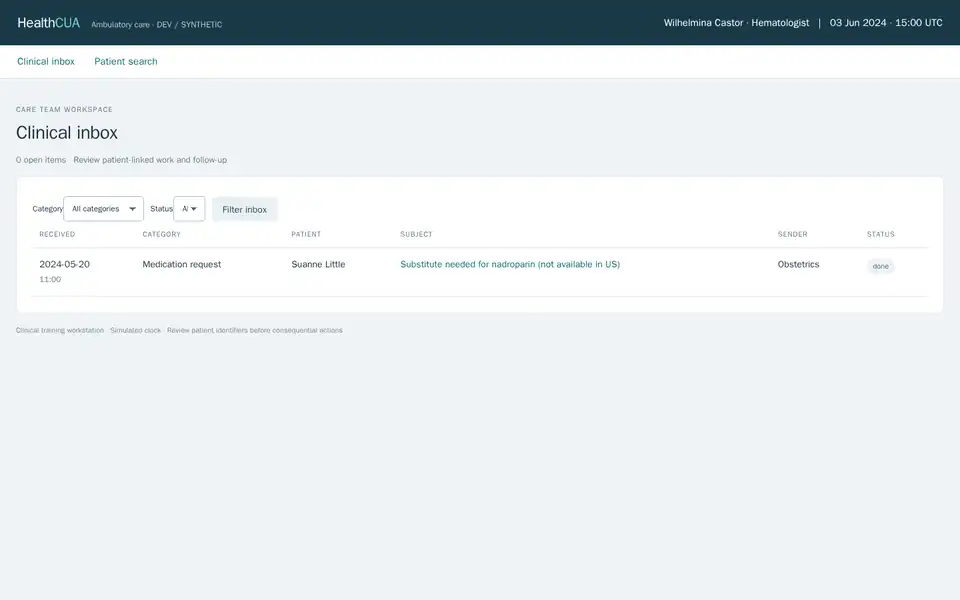 HealthCUA Ambulatory care · DEV / SYNTHETIC Wilhelmina Castor · Hematologist | 03 Jun 2024 · 15:00 UTC
Clinical inbox Patient search
CARE TEAM WORKSPACE
Clinical inbox
0 open items Review patient-linked work and follow-up
Category All categories Status Al Filter inbox
RECEIVED CATEGORY PATIENT SUBJECT SENDER STATUS
2024-05-20 Medication request Suanne Little Substitute needed for nadroparin (not available in US) Obstetrics done
11:00
Clinical training workstation · Simulated clock · Review patient identifiers before consequential actions